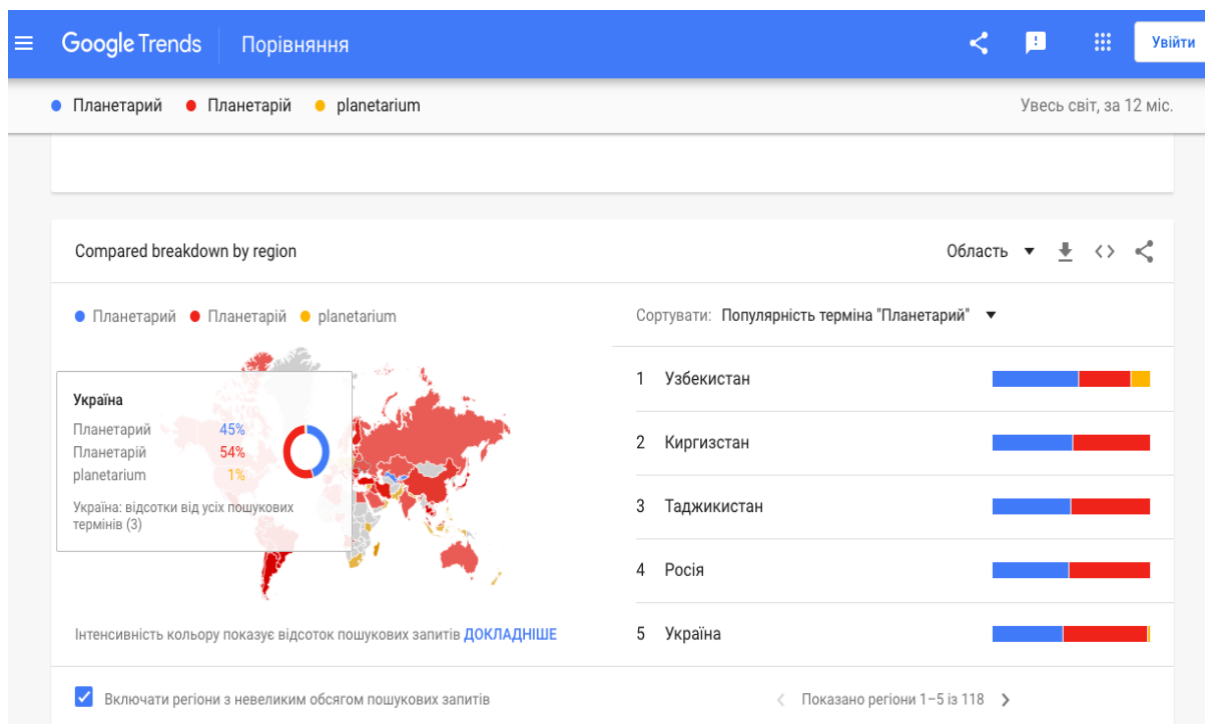 Google Trends Порівняння Увійти
Планетарий Планетарій planetarium Увесь світ, за 12 міс.
Compared breakdown by region Область
Планетарий Планетарій planetarium
Сортувати: Популярність терміна "Планетарий"
Україна
Планетарий 45%
Планетарій 54%
planetarium 1%
Україна: відсотки від усіх пошукових
термінів (3)
1 Узбекистан
2 Киргизстан
3 Таджикистан
4 Росія
5 Україна
Інтенсивність кольору показує відсоток пошукових запитів ДОКЛАДНІШЕ
Включати регіони з невеликим обсягом пошукових запитів
Показано регіони 1–5 із 118